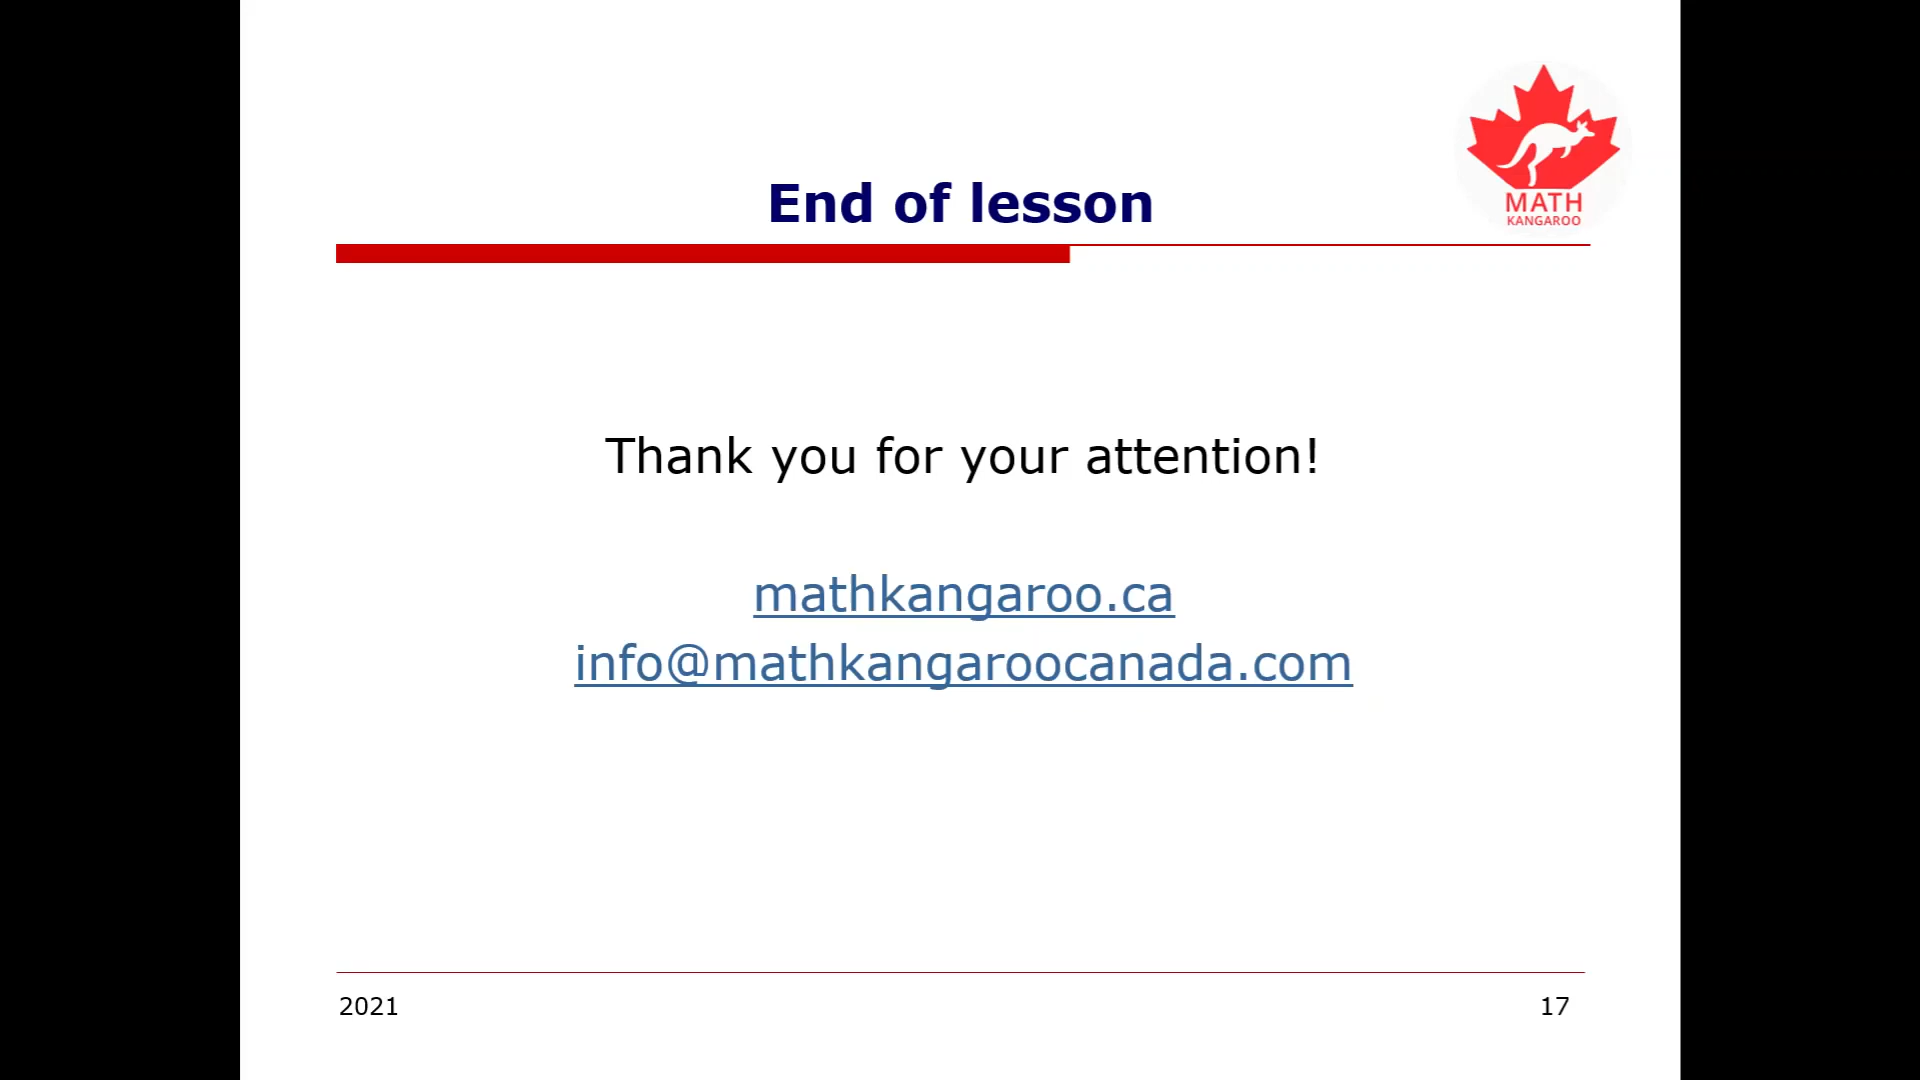 MATH
KANGAROO
End of lesson
Thank you for your attention!
mathkangaroo.ca
info@mathkangaroocanada.com
2021
17